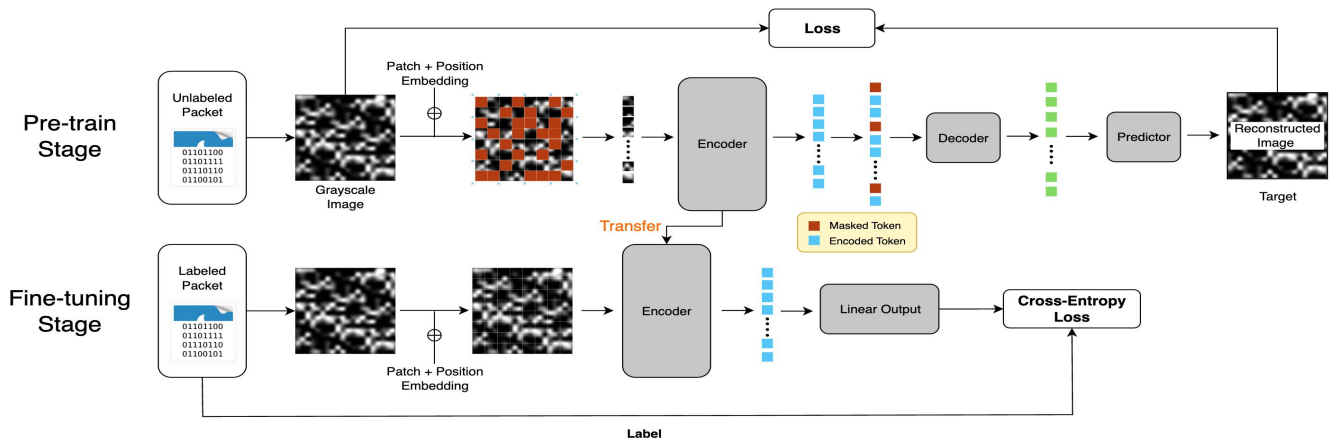 Loss
Patch + Position
Embedding
Unlabeled
Packet
01101100
01101111
01110110
01100101
Pre-train
Stage
Grayscale
Image
Encoder
Decoder
Predictor
Reconstructed
Image
Target
Transfer
Masked Token
Encoded Token
Fine-tuning
Stage
Labeled
Packet
01101100
01101111
01110110
01100101
Patch + Position
Embedding
Encoder
Linear Output
Cross-Entropy
Loss
Label